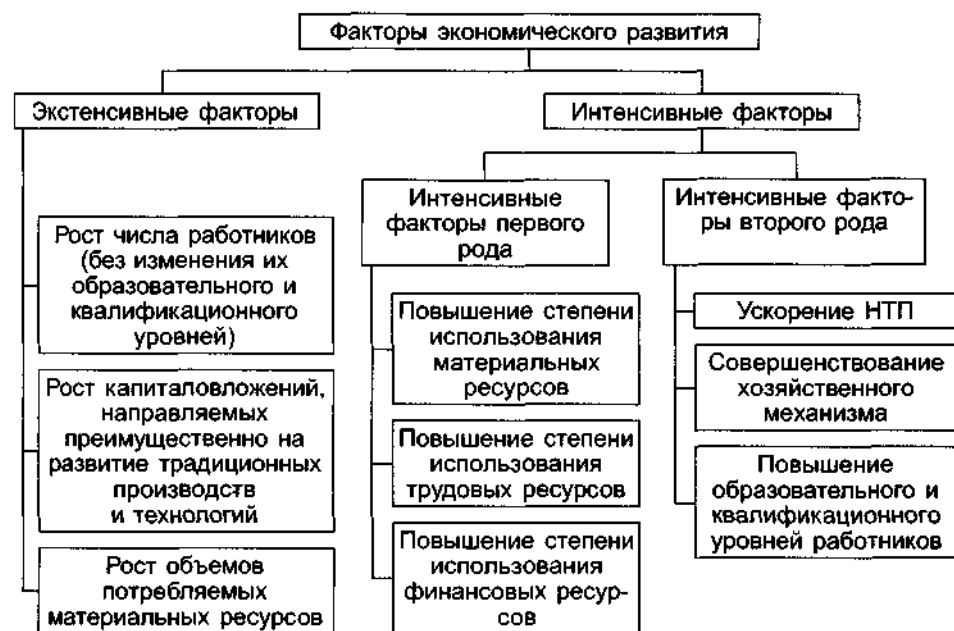 Факторы экономического развития
Экстенсивные факторы
Рост числа работников
(без изменения их
образовательного и
квалификационного
уровней)
Рост капиталовложений,
направляемых
преимущественно на
развитие традиционных
производств
и технологий
Рост объемов
потребляемых
материальных ресурсов
Интенсивные факторы
Интенсивные
факторы первого
рода
Повышение степени
использования
материальных
ресурсов
Повышение степени
использования
трудовых ресурсов
Повышение степени
использования
финансовых ресур-
сов
Интенсивные факто-
ры второго рода
Ускорение НТП
Совершенствование
хозяйственного
механизма
Повышение
образовательного и
квалификационного
уровней работников